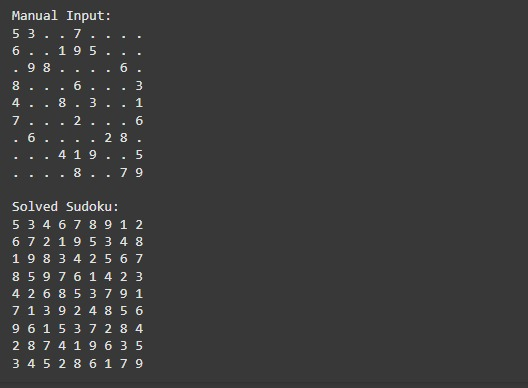 Manual Input:
5 3 . . 7 . . . .
6 . . 1 9 5 . . .
. 9 8 . . . . 6 .
8 . . . 6 . . . 3
4 . . 8 . 3 . . 1
7 . . . 2 . . . 6
. 6 . . . . 2 8 .
. . . 4 1 9 . . 5
. . . . 8 . . 7 9
Solved Sudoku:
5 3 4 6 7 8 9 1 2
6 7 2 1 9 5 3 4 8
1 9 8 3 4 2 5 6 7
8 5 9 7 6 1 4 2 3
4 2 6 8 5 3 7 9 1
7 1 3 9 2 4 8 5 6
9 6 1 5 3 7 2 8 4
2 8 7 4 1 9 6 3 5
3 4 5 2 8 6 1 7 9